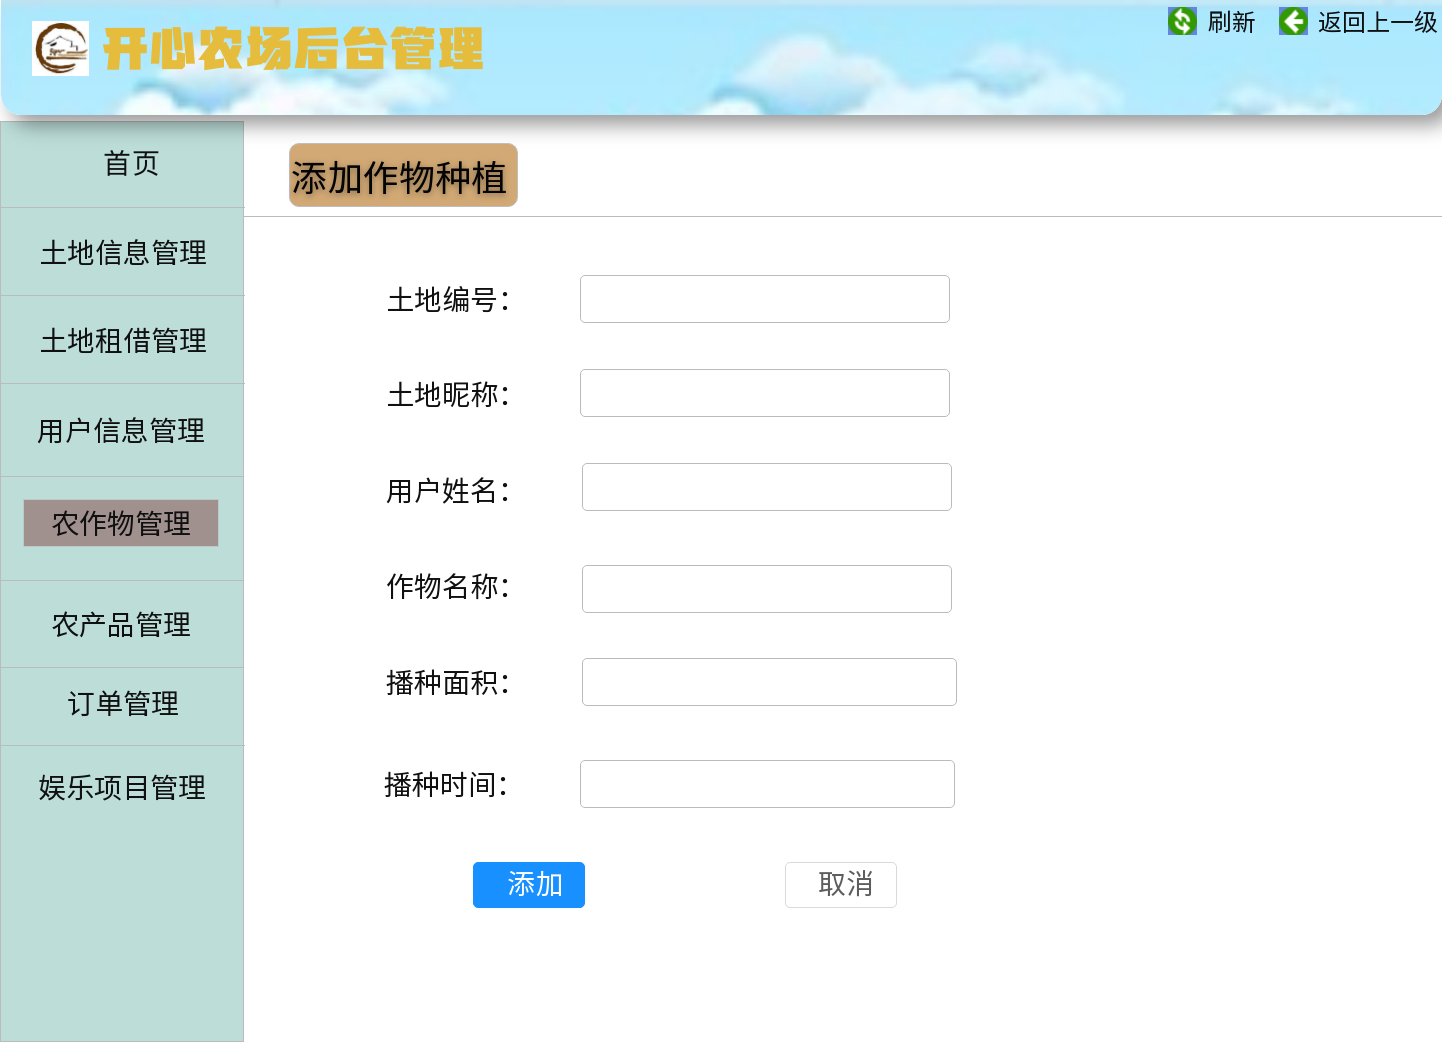 开心农场后台管理
刷新
返回上一级
首页
土地信息管理
土地租借管理
用户信息管理
农作物管理
农产品管理
订单管理
娱乐项目管理
添加作物种植
土地编号：
土地昵称：
用户姓名：
作物名称：
播种面积：
播种时间：
添加
取消